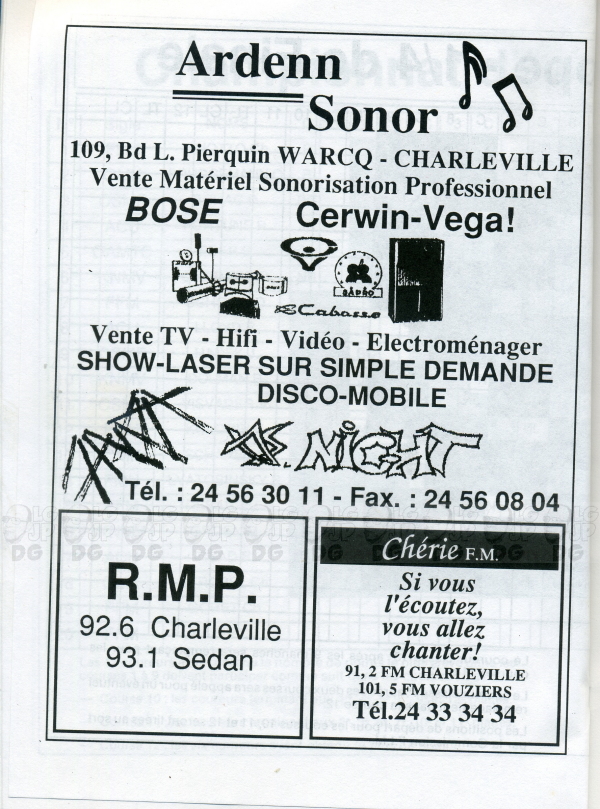 Ardenn
Sonor
109, Bd L. Pierquin WARCQ - CHARLEVILLE
Vente Matériel Sonorisation Professionnel
BOSE Cerwin-Vega!
Cabasse
Vente TV - Hifi - Vidéo - Electroménager
SHOW-LASER SUR SIMPLE DEMANDE
DISCO-MOBILE
NIGHT
Tél. : 24 56 30 11 - Fax. : 24 56 08 04
R.M.P.
92.6 Charleville
93.1 Sedan
Chérie F.M.
Si vous
l'écoutez,
vous allez
chanter!
91, 2 FM CHARLEVILLE
101, 5 FM VOUZIERS
Tél.24 33 34 34